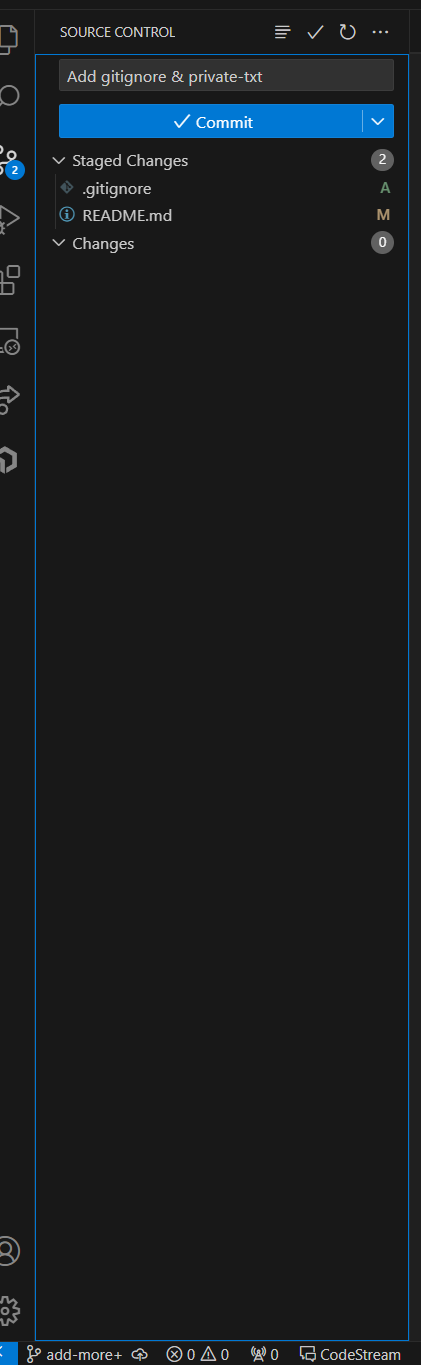 SOURCE CONTROL
Add gitignore & private-txt
Commit
Staged Changes 2
.gitignore A
README.md M
2
Changes 0
add-more+ 0 0 0 CodeStream